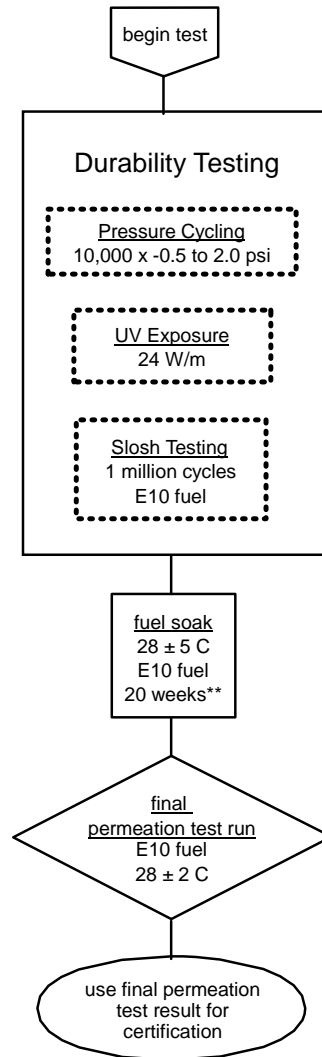 begin test
Durability Testing
Pressure Cycling
10,000 x -0.5 to 2.0 psi
UV Exposure
24 W/m
Slosh Testing
1 million cycles
E10 fuel
fuel soak
28 ± 5 C
E10 fuel
20 weeks**
final
permeation test run
E10 fuel
28 ± 2 C
use final permeation
test result for
certification